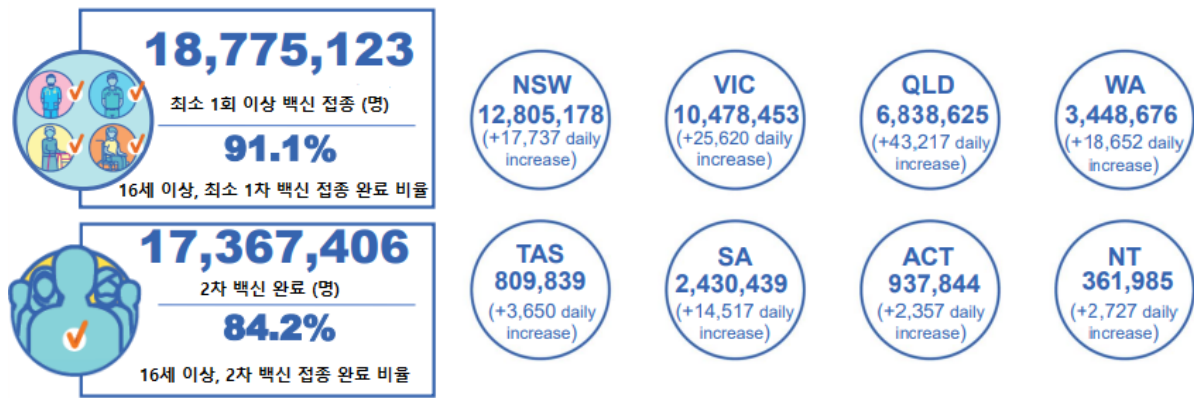 18,775,123
최소 1회 이상 백신 접종 (명)
91.1%
16세 이상, 최소 1차 백신 접종 완료 비율
17,367,406
2차 백신 완료 (명)
84.2%
16세 이상, 2차 백신 접종 완료 비율
NSW
12,805,178
(+17,737 daily
increase)
VIC
10,478,453
(+25,620 daily
increase)
QLD
6,838,625
(+43,217 daily
increase)
WA
3,448,676
(+18,652 daily
increase)
TAS
809,839
(+3,650 daily
increase)
SA
2,430,439
(+14,517 daily
increase)
ACT
937,844
(+2,357 daily
increase)
NT
361,985
(+2,727 daily
increase)